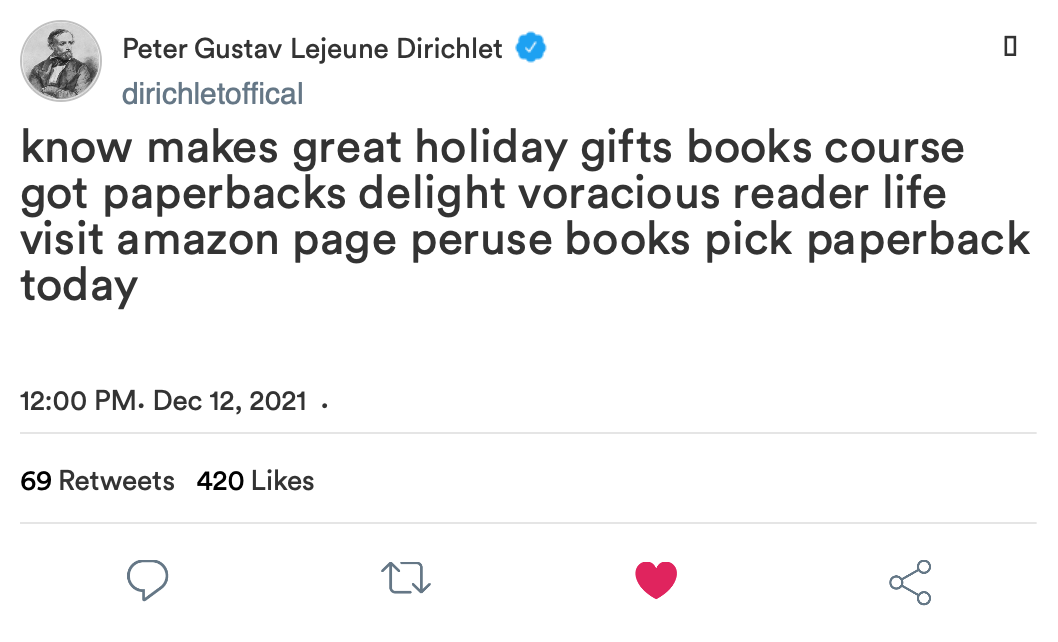 Peter Gustav Lejeune Dirichlet
dirichletoffical
know makes great holiday gifts books course
got paperbacks delight voracious reader life
visit amazon page peruse books pick paperback
today
12:00 PM. Dec 12, 2021 .
69 Retweets 420 Likes